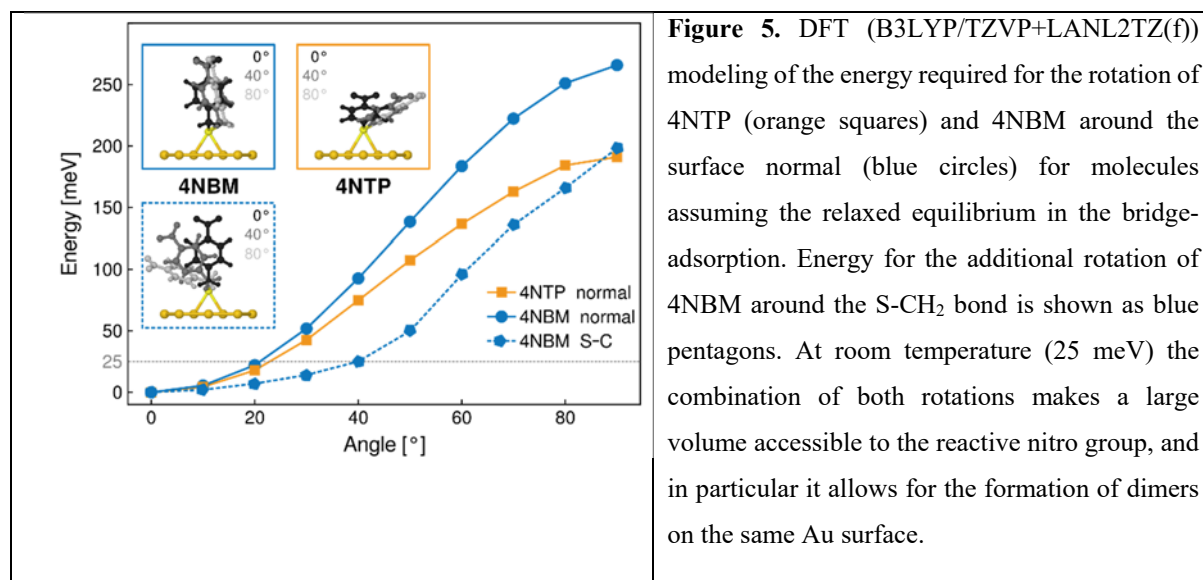 250
200
150
100
50
25
0
Energy [meV]
0°
40°
80°
4NBM
0°
40°
80°
4NTP
0°
40°
80°
4NTP normal
4NBM normal
4NBM S-C
0
20
40
60
80
Angle [°]
Figure 5. DFT (B3LYP/TZVP+LANL2TZ(f))
modeling of the energy required for the rotation of
4NTP (orange squares) and 4NBM around the
surface normal (blue circles) for molecules
assuming the relaxed equilibrium in the bridge-
adsorption. Energy for the additional rotation of
4NBM around the S-CH₂ bond is shown as blue
pentagons. At room temperature (25 meV) the
combination of both rotations makes a large
volume accessible to the reactive nitro group, and
in particular it allows for the formation of dimers
on the same Au surface.